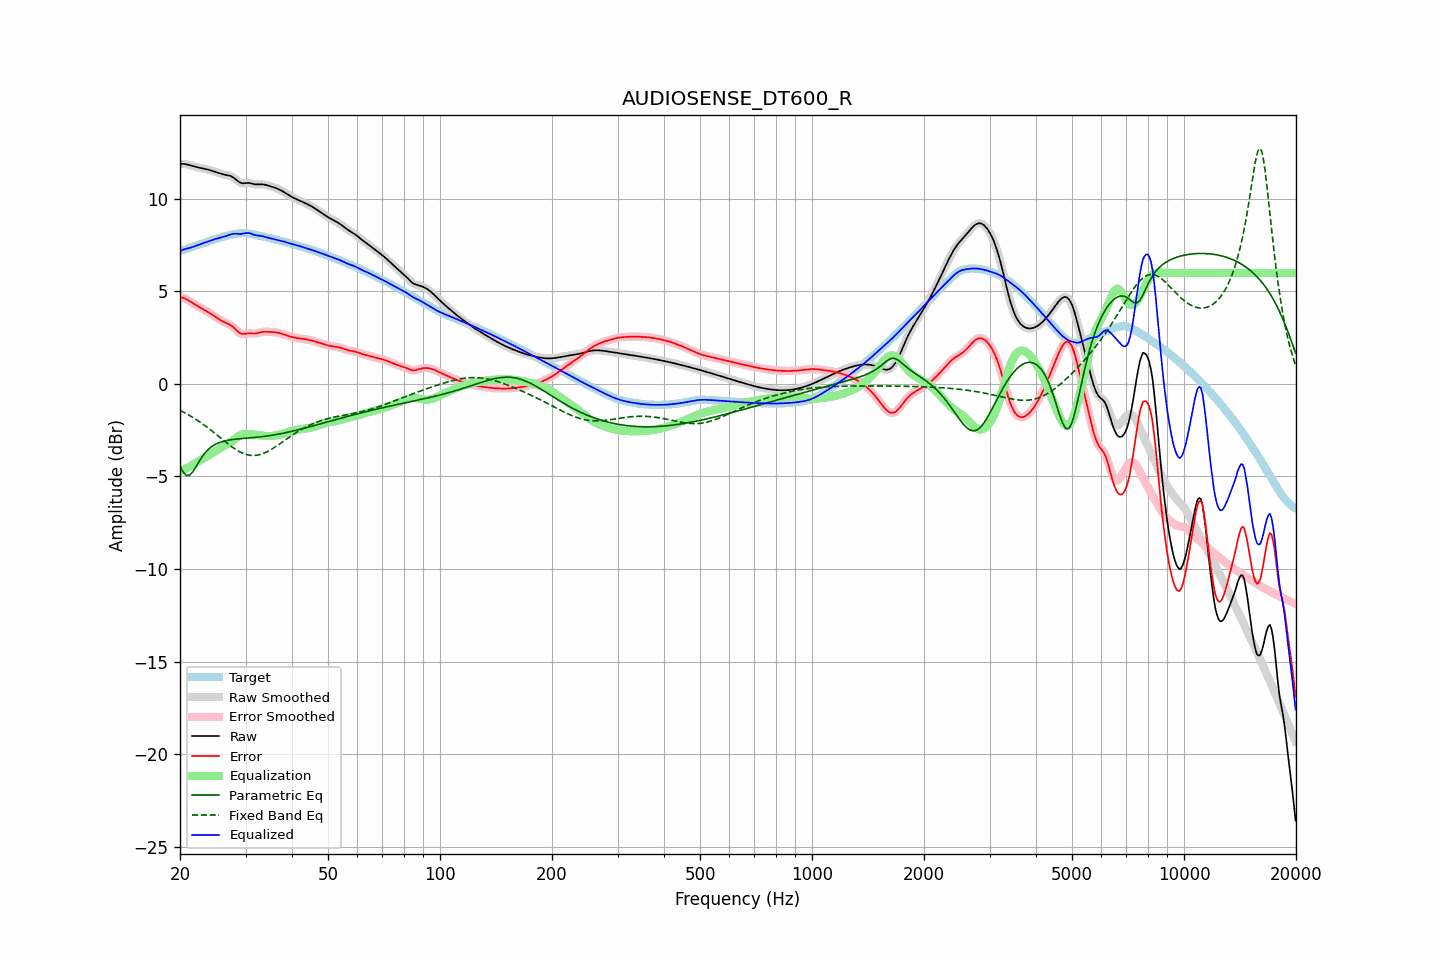 AUDIOSENSE_DT600_R
Amplitude (dBr)
10
5
0
−5
−10
−15
−20
−25
Target
Raw Smoothed
Error Smoothed
Raw
Error
Equalization
Parametric Eq
Fixed Band Eq
Equalized
20 50 100 200 500 1000 2000 5000 10000 20000
Frequency (Hz)